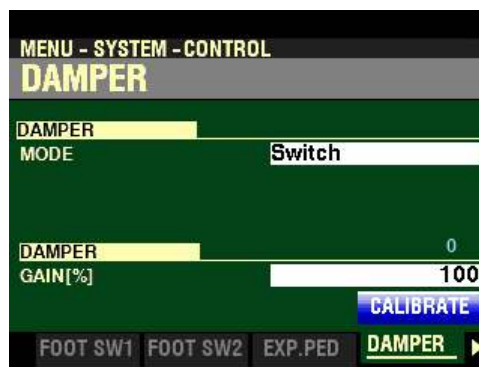 MENU - SYSTEM - CONTROL
DAMPER
DAMPER
MODE Switch
DAMPER 0
GAIN[%] 100
CALIBRATE
FOOT SW1 FOOT SW2 EXP.PED DAMPER